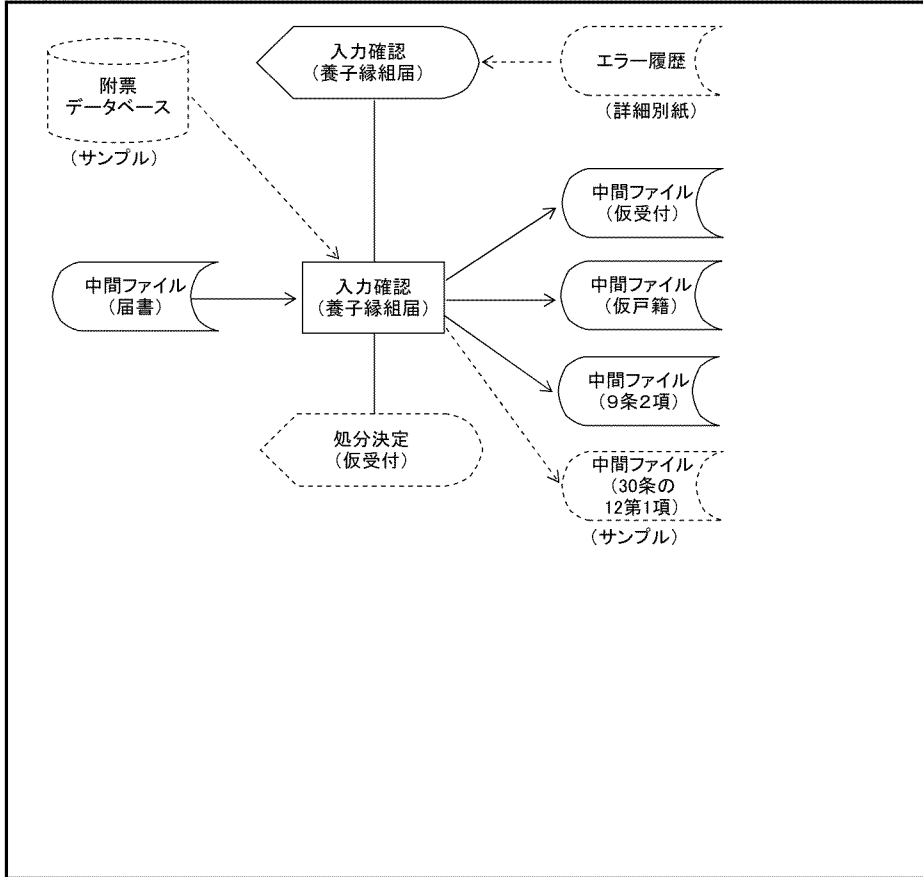 附票
データベース
（サンプル）
入力確認
（養子縁組届）
エラー履歴
（詳細別紙）
中間ファイル
（仮受付）
中間ファイル
（届書）
入力確認
（養子縁組届）
中間ファイル
（仮戸籍）
中間ファイル
（９条２項）
処分決定
（仮受付）
中間ファイル
（30条の
12第1項）
（サンプル）